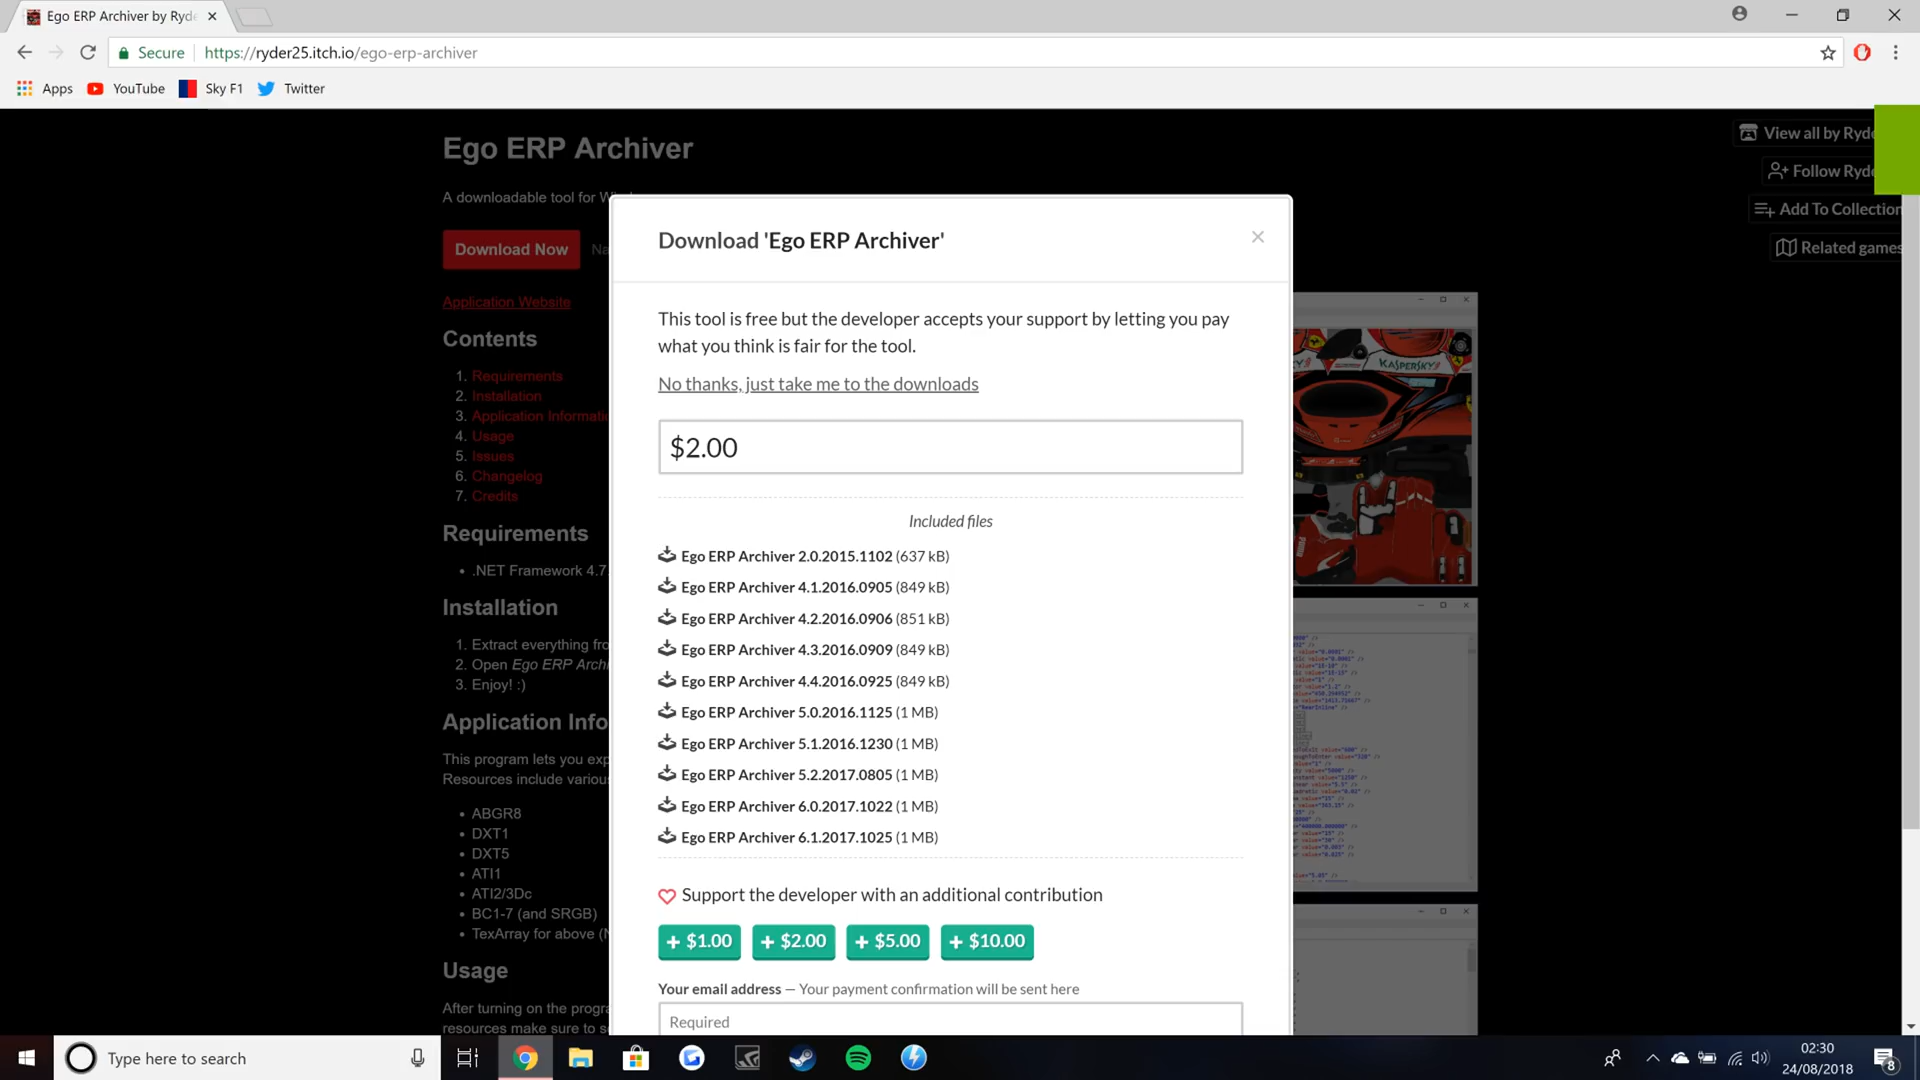 Ego ERP Archiver by Ryde
Secure
https://ryder25.itch.io/ego-erp-archiver
Apps
YouTube
Sky F1
Twitter
Ego ERP Archiver
View all by Ryde
Follow Ryde
Add To Collection
Related games
A downloadable tool for
Download Now
Application Website
Contents
1. Requirements
2. Installation
3. Application Informati
4. Usage
5. Issues
6. Changelog
7. Credits
Requirements
• .NET Framework 4.7
Installation
1. Extract everything fro
2. Open Ego ERP Archi
3. Enjoy! :)
Application Info
This program lets you exp
Resources include various
• ABGR8
• DXT1
• DXT5
• ATI1
• ATI2/3Dc
• BC1-7 (and SRGB)
• TexArray for above (N
Usage
After turning on the progra
resources make sure to s
Download 'Ego ERP Archiver'
×
This tool is free but the developer accepts your support by letting you pay
what you think is fair for the tool.
No thanks, just take me to the downloads
$2.00
Included files
Ego ERP Archiver 2.0.2015.1102 (637 kB)
Ego ERP Archiver 4.1.2016.0905 (849 kB)
Ego ERP Archiver 4.2.2016.0906 (851 kB)
Ego ERP Archiver 4.3.2016.0909 (849 kB)
Ego ERP Archiver 4.4.2016.0925 (849 kB)
Ego ERP Archiver 5.0.2016.1125 (1 MB)
Ego ERP Archiver 5.1.2016.1230 (1 MB)
Ego ERP Archiver 5.2.2017.0805 (1 MB)
Ego ERP Archiver 6.0.2017.1022 (1 MB)
Ego ERP Archiver 6.1.2017.1025 (1 MB)
Support the developer with an additional contribution
+ $1.00
+ $2.00
+ $5.00
+ $10.00
Your email address — Your payment confirmation will be sent here
Required
KASPERSKY
Type here to search
02:30
24/08/2018
8